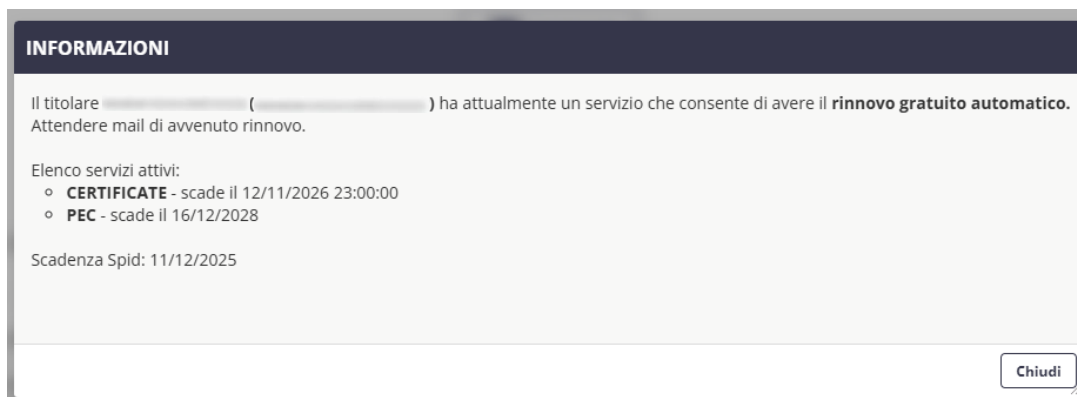 INFORMAZIONI
Il titolare ( ) ha attualmente un servizio che consente di avere il rinnovo gratuito automatico.
Attendere mail di avvenuto rinnovo.
Elenco servizi attivi:
CERTIFICATE - scade il 12/11/2026 23:00:00
PEC - scade il 16/12/2028
Scadenza Spid: 11/12/2025
Chiudi